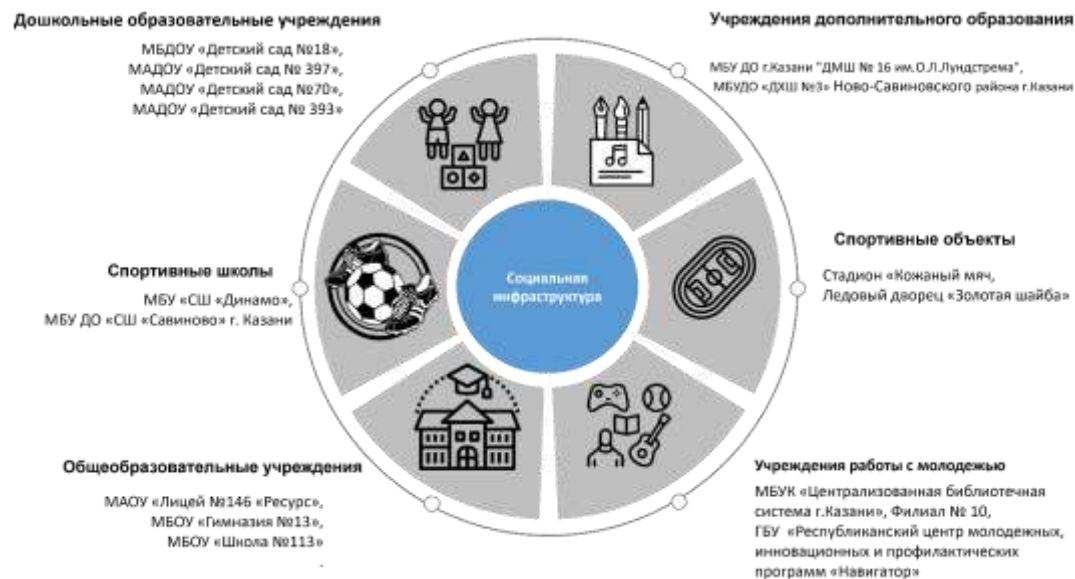 Дошкольные образовательные учреждения
МБДОУ «Детский сад №18»,
МАДОУ «Детский сад № 397»,
МАДОУ «Детский сад №70»,
МАДОУ «Детский сад № 393»
Учреждения дополнительного образования
МБУ ДО г.Казани "ДМШ № 16 им.О.Л.Лундстрема",
МБУДО «ДХШ №3» Ново-Савиновского района г.Казани
Спортивные школы
МБУ «СШ «Динамо»,
МБУ ДО «СШ «Савиново» г. Казани
Социальная
инфраструктура
Спортивные объекты
Стадион «Кожаный мяч,
Ледовый дворец «Золотая шайба»
Общеобразовательные учреждения
МАОУ «Лицей №146 «Ресурс»,
МБОУ «Гимназия №13»,
МБОУ «Школа №113»
.
Учреждения работы с молодежью
МБУК «Централизованная библиотечная
система г.Казани», Филиал № 10,
ГБУ «Республиканский центр молодежных,
инновационных и профилактических
программ «Навигатор»